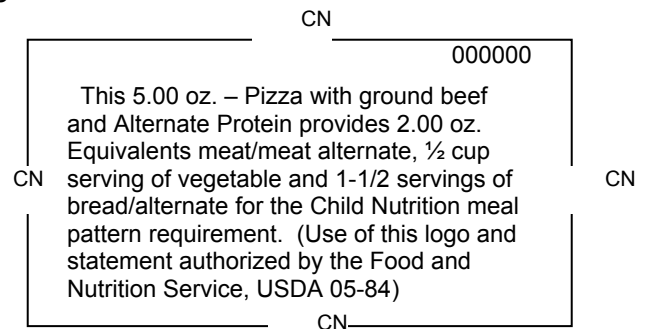 CN
000000
This 5.00 oz. – Pizza with ground beef
and Alternate Protein provides 2.00 oz.
Equivalents meat/meat alternate, ½ cup
CN serving of vegetable and 1-1/2 servings of CN
bread/alternate for the Child Nutrition meal
pattern requirement. (Use of this logo and
statement authorized by the Food and
Nutrition Service, USDA 05-84)
CN